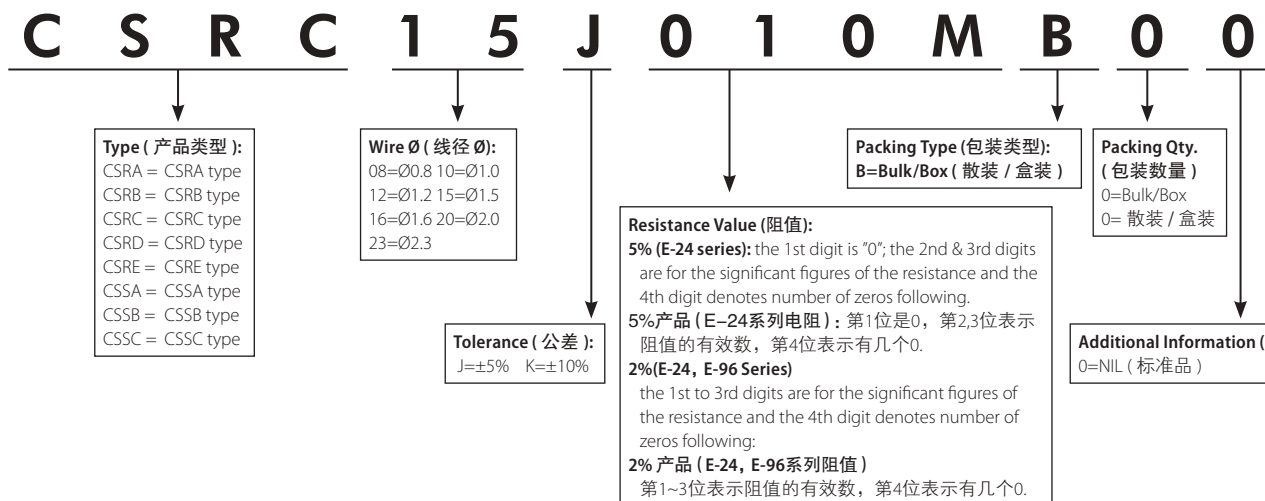 C S R C 1 5 J 0 1 0 M B 0 0
Type ( 产品类型 ):
CSRA = CSRA type
CSRB = CSRB type
CSRC = CSRC type
CSRD = CSRD type
CSRE = CSRE type
CSSA = CSSA type
CSSB = CSSB type
CSSC = CSSC type
Wire Ø ( 线径 Ø):
08=Ø0.8 10=Ø1.0
12=Ø1.2 15=Ø1.5
16=Ø1.6 20=Ø2.0
23=Ø2.3
Tolerance ( 公差 ):
J=±5% K=±10%
Resistance Value (阻值):
5% (E-24 series): the 1st digit is "0"; the 2nd & 3rd digits
are for the significant figures of the resistance and the
4th digit denotes number of zeros following.
5%产品 ( E–24系列电阻 ) : 第1位是0，第2,3位表示
阻值的有效数，第4位表示有几个0.
2%(E-24, E-96 Series)
the 1st to 3rd digits are for the significant figures of
the resistance and the 4th digit denotes number of
zeros following:
2% 产品 ( E-24, E-96系列阻值 )
第1~3位表示阻值的有效数，第4位表示有几个0.
Packing Type (包装类型):
B=Bulk/Box ( 散装 / 盒装 )
Packing Qty.
( 包装数量 )
0=Bulk/Box
0= 散装 / 盒装
Additional Information (
0=NIL ( 标准品 )